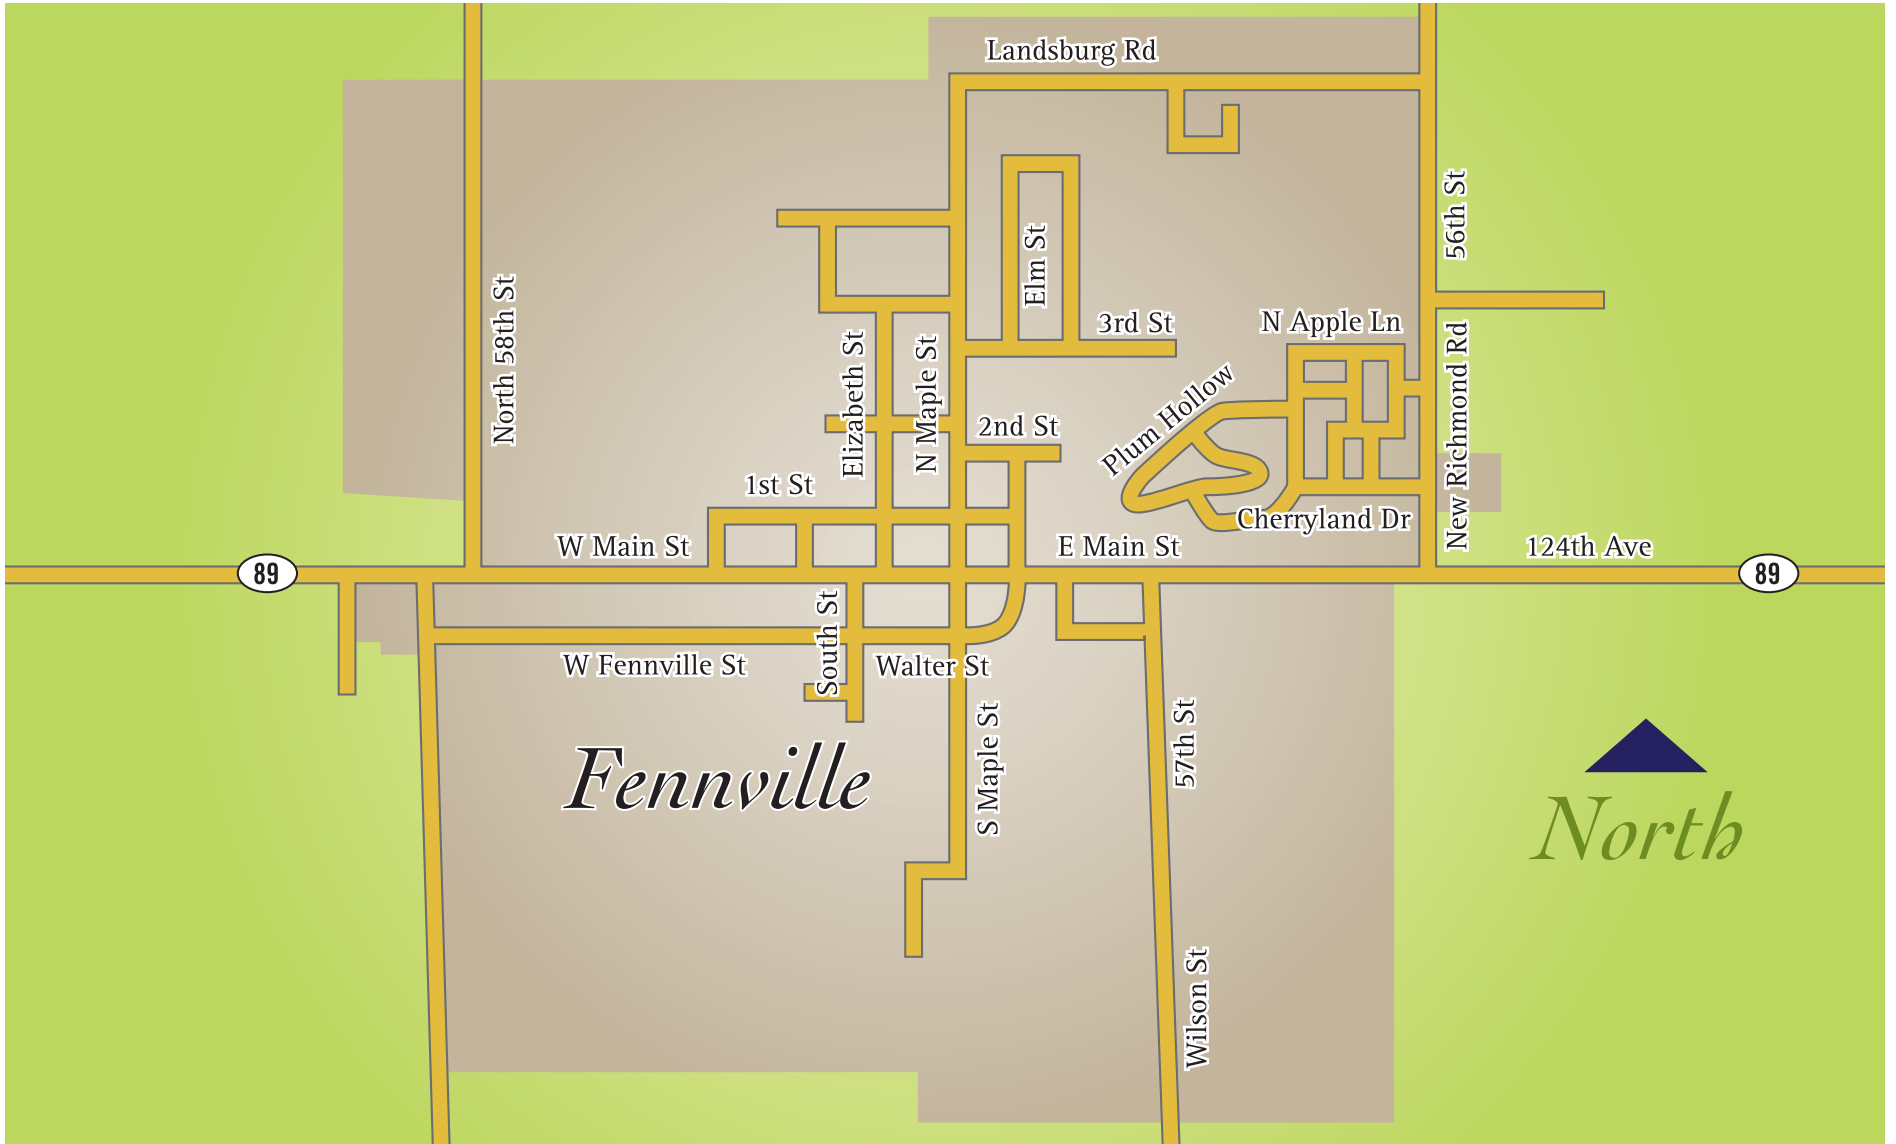 Landsburg Rd
56th St
Elm St
North 58th St
3rd St
N Apple Ln
Elizabeth St
N Maple St
New Richmond Rd
Plum Hollow
2nd St
1st St
Cherryland Dr
W Main St
E Main St
124th Ave
89
89
South St
W Fennville St
Walter St
S Maple St
57th St
Fennville
North
Wilson St